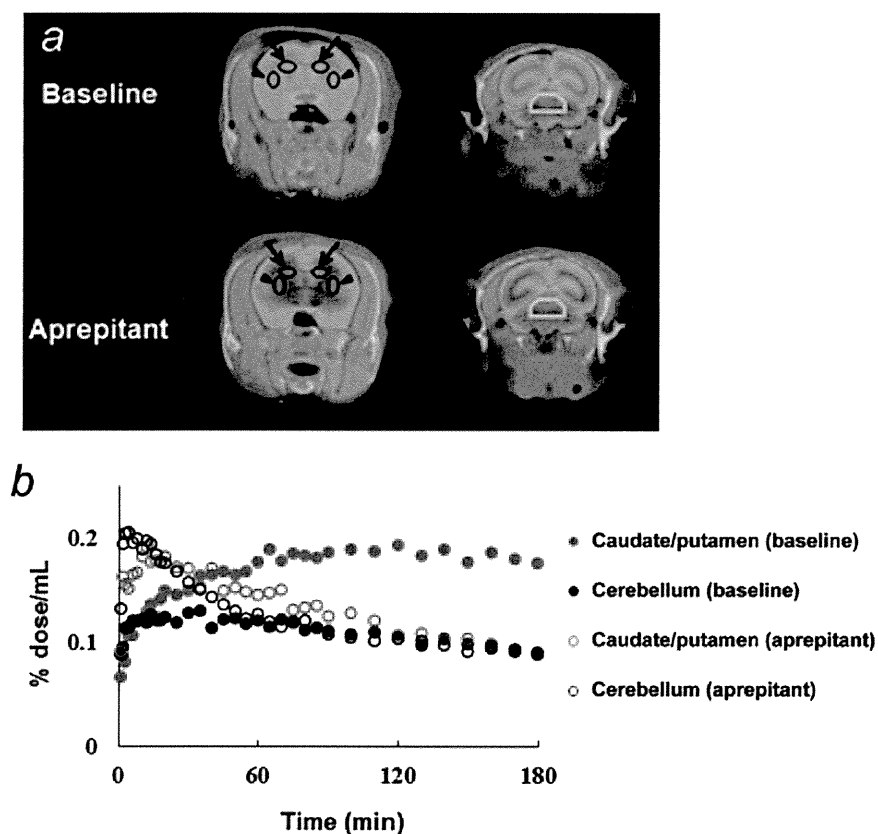 a
Baseline
Aprepitant
b
% dose/mL
0.2
0.1
0
0
60
120
180
Time (min)
Caudate/putamen (baseline)
Cerebellum (baseline)
Caudate/putamen (aprepitant)
Cerebellum (aprepitant)